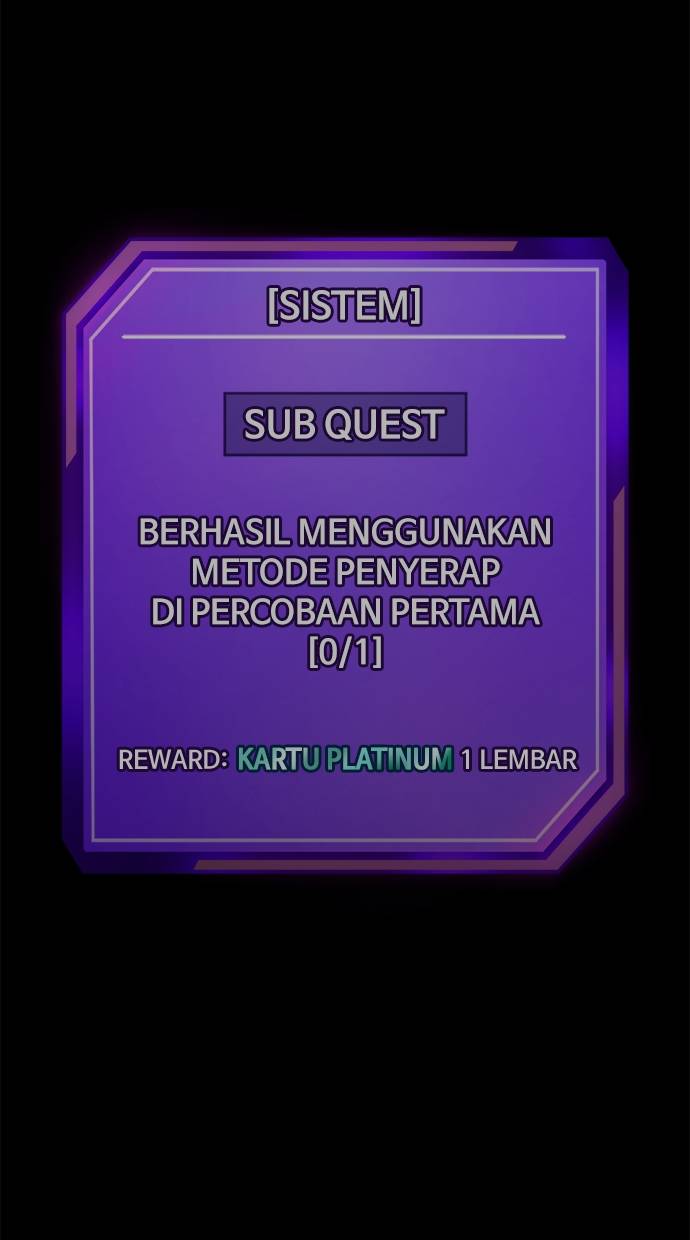 [SISTEM]
SUB QUEST
BERHASIL MENGGUNAKAN
METODE PENYERAP
DI PERCOBAAN PERTAMA
[0/1]
REWARD: KARTU PLATINUM 1 LEMBAR